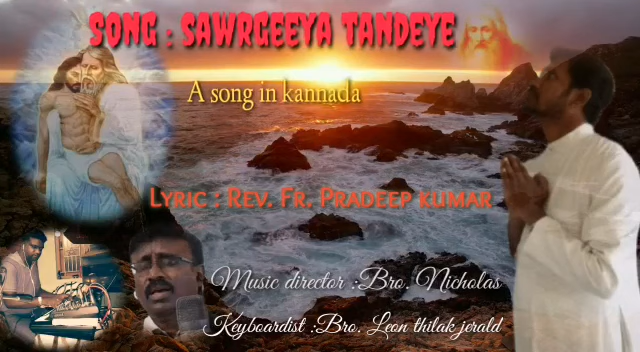 SONG : SAWRGEEYA TANDEYE
A song in kannada
LYRIC : REV. FR. PRADEEP KUMAR
Music director :Bro. Nicholas
Keyboardist :Bro. Leon thilak jerald